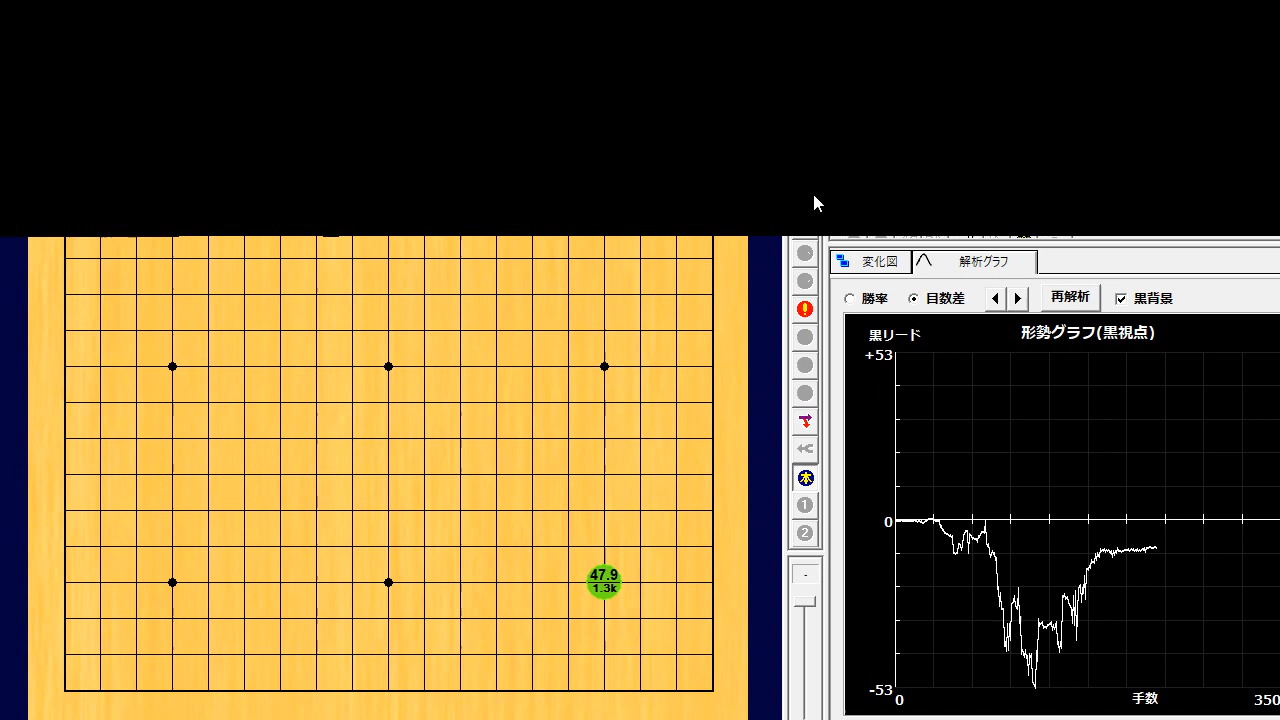 変化図 解析グラフ
勝率 目数差 再解析 黒背景
形勢グラフ(黒視点)
黒リード
+53
0
-53
0 手数 350
47.9
1.3k
1
2
-